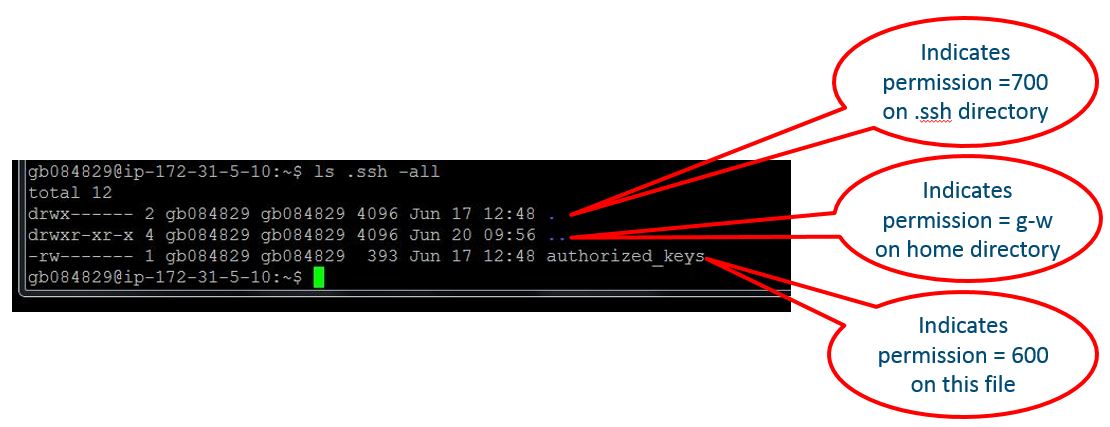 Indicates
permission =700
on .ssh directory
gb084829@ip-172-31-5-10:~$ ls .ssh -all
total 12
drwx------ 2 gb084829 gb084829 4096 Jun 17 12:48 .
drwxr-xr-x 4 gb084829 gb084829 4096 Jun 20 09:56 ..
-rw------- 1 gb084829 gb084829  393 Jun 17 12:48 authorized_keys
gb084829@ip-172-31-5-10:~$
Indicates
permission = g-w
on home directory
Indicates
permission = 600
on this file